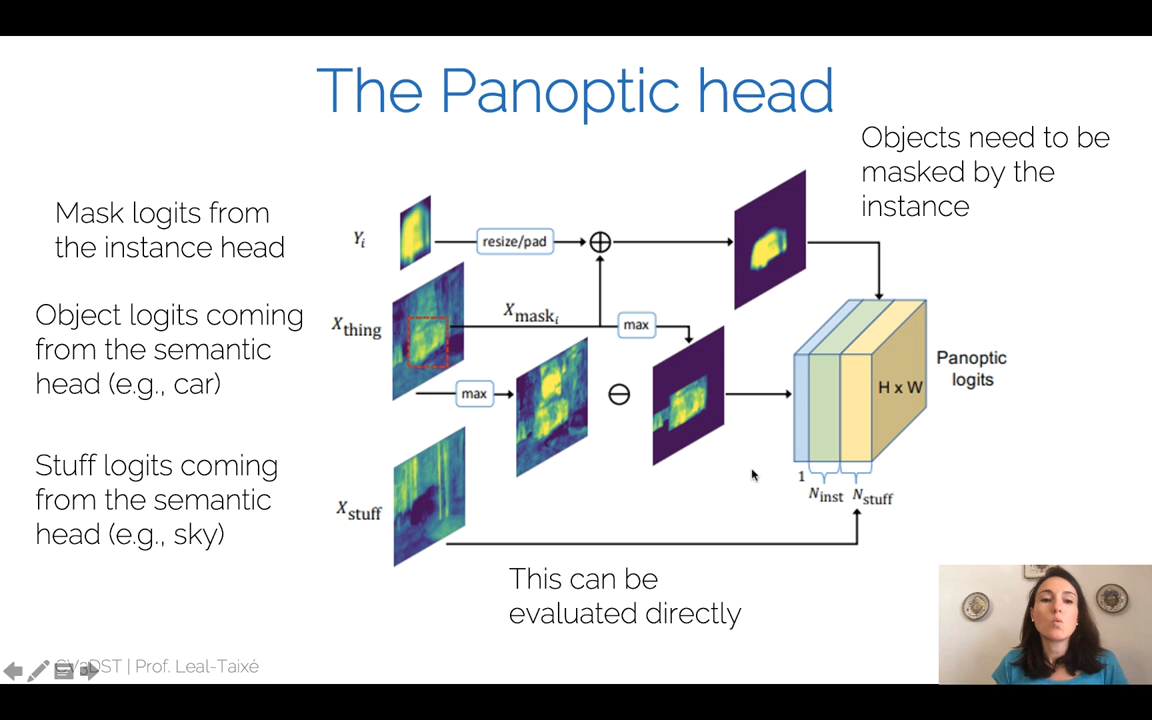 The Panoptic head
Objects need to be
masked by the
instance
Mask logits from
the instance head
Y_i
resize/pad
Object logits coming
from the semantic
head (e.g., car)
X_thing
X_mask_i
max
max
Panoptic
logits
H x W
Stuff logits coming
from the semantic
head (e.g., sky)
X_stuff
1
N_inst
N_stuff
This can be
evaluated directly
CV3DST | Prof. Leal-Taixé